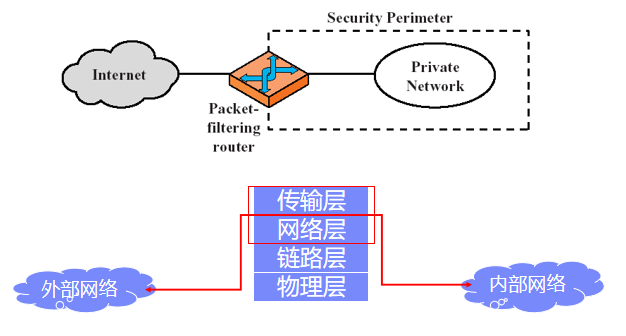 Security Perimeter
Internet
Private
Network
Packet-
filtering
router
传输层
网络层
链路层
物理层
外部网络
内部网络